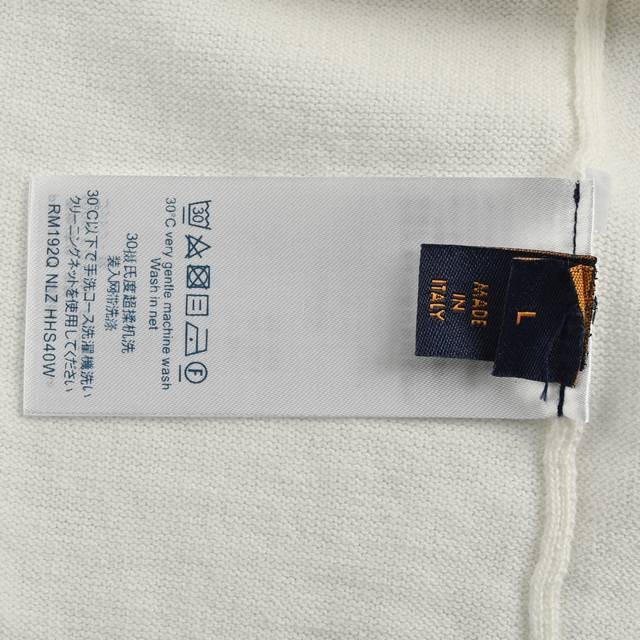 30
30°C very gentle machine wash
Wash in net
30摄氏度超柔机洗
装入网带洗涤
30°C以下で手洗コース洗濯機洗い
クリーニングネットを使用してください
RM192Q NLZ HHS40W
MADE
IN
ITALY
L